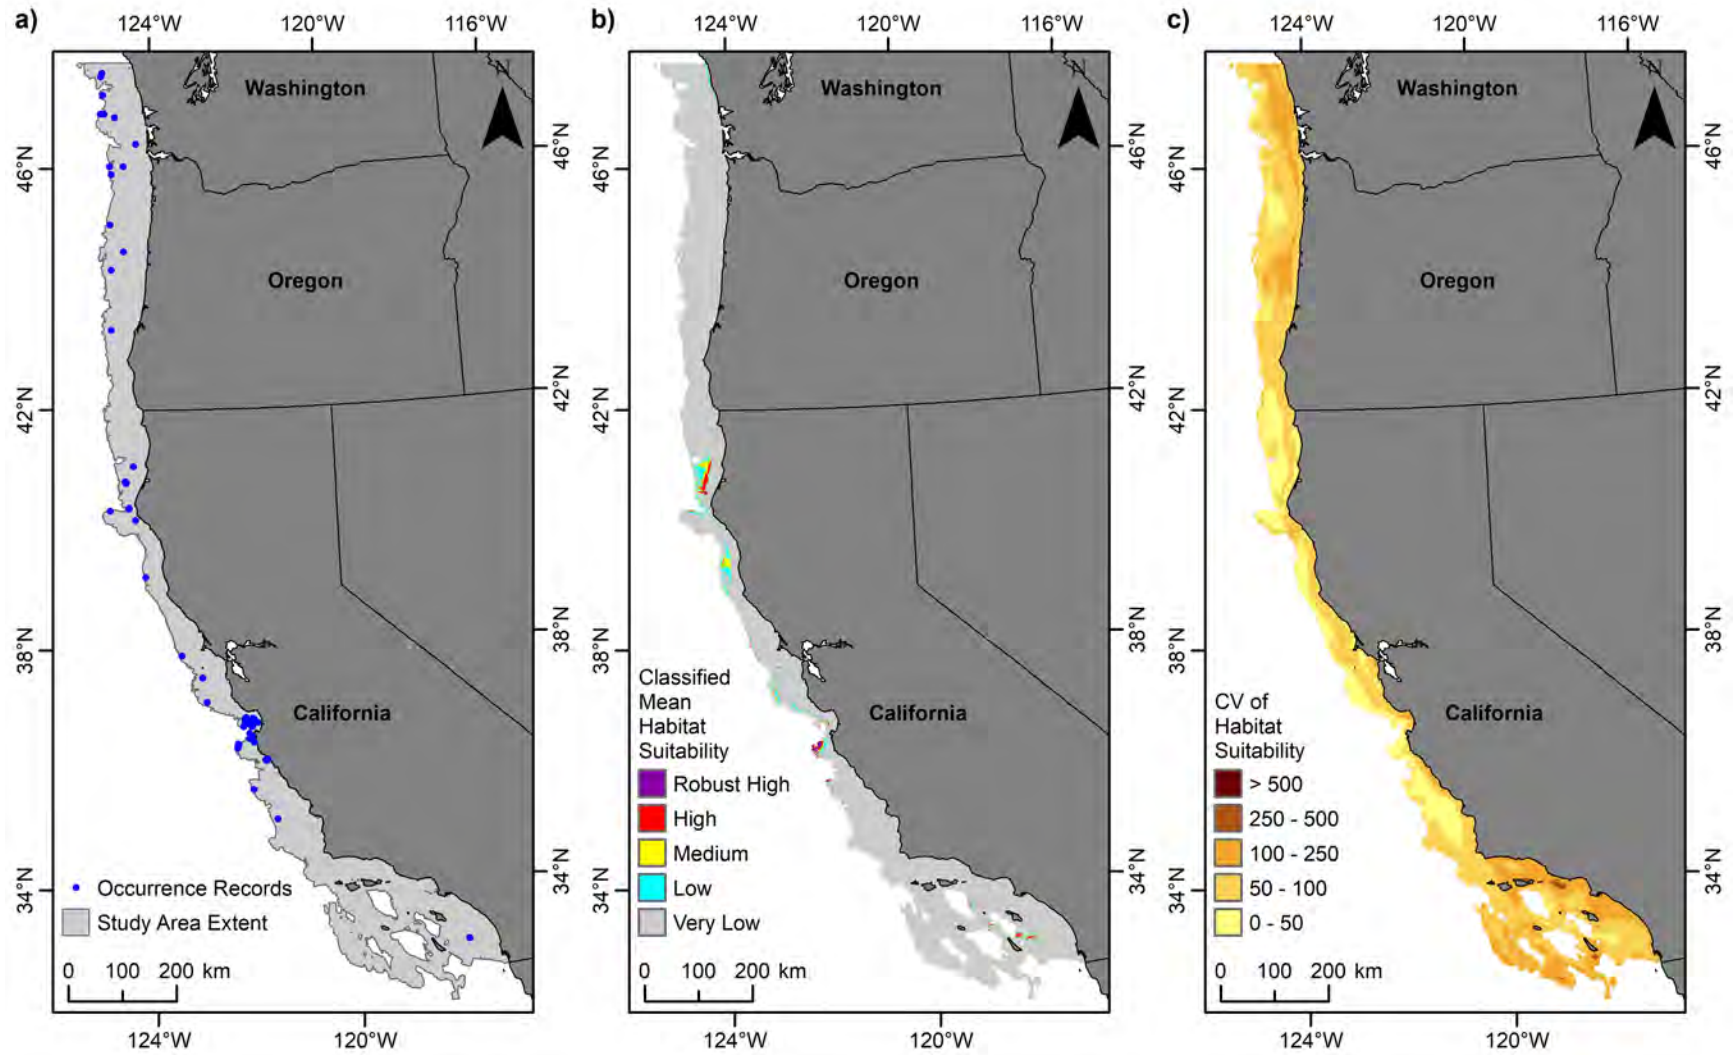 a)
124°W 120°W 116°W
Washington
N
46°N
46°N
Oregon
42°N
42°N
38°N
38°N
California
34°N
34°N
Occurrence Records
Study Area Extent
0 100 200 km
124°W 120°W
b)
124°W 120°W 116°W
Washington
N
46°N
46°N
Oregon
42°N
42°N
38°N
38°N
Classified
Mean
Habitat
Suitability
California
Robust High
High
Medium
Low
Very Low
34°N
34°N
0 100 200 km
124°W 120°W
c)
124°W 120°W 116°W
Washington
N
46°N
46°N
Oregon
42°N
42°N
38°N
38°N
CV of
Habitat
Suitability
California
> 500
250 - 500
100 - 250
50 - 100
0 - 50
34°N
34°N
0 100 200 km
124°W 120°W